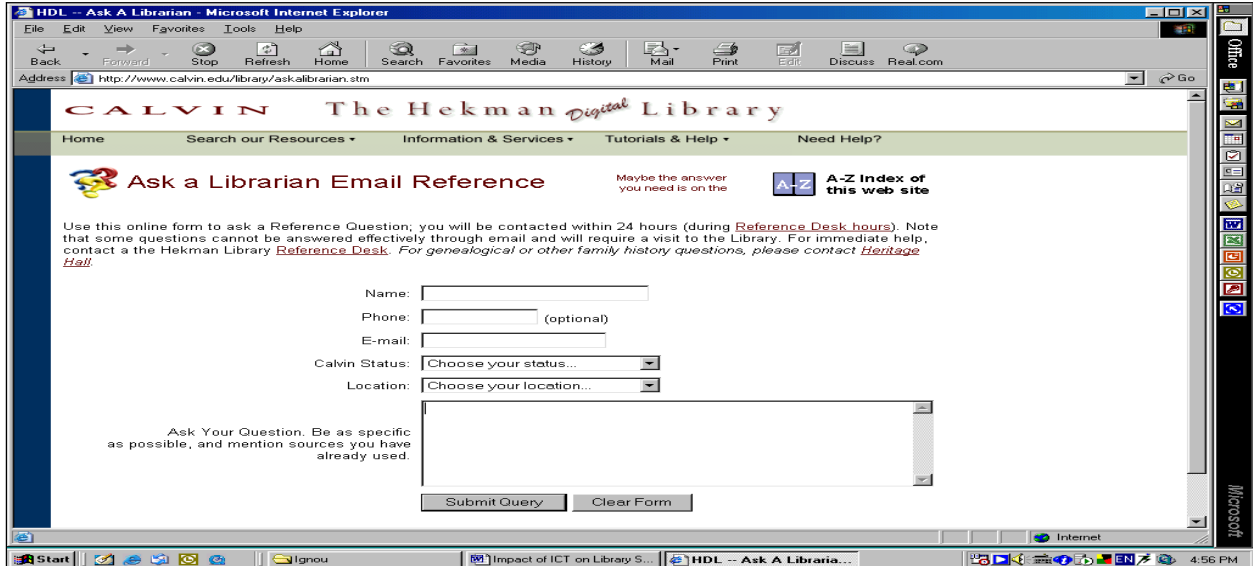 HDL -- Ask A Librarian - Microsoft Internet Explorer
File Edit View Favorites Tools Help
Back Forward Stop Refresh Home Search Favorites Media History Mail Print Edit Discuss Real.com
Address http://www.calvin.edu/library/askalibrarian.stm Go
CALVIN The Hekman Digital Library
Home Search our Resources Information & Services Tutorials & Help Need Help?
Ask a Librarian Email Reference
Maybe the answer
you need is on the
A-Z
A-Z Index of
this web site
Use this online form to ask a Reference Question; you will be contacted within 24 hours (during Reference Desk hours). Note
that some questions cannot be answered effectively through email and will require a visit to the Library. For immediate help,
contact a the Hekman Library Reference Desk. For genealogical or other family history questions, please contact Heritage
Hall.
Name:
Phone: (optional)
E-mail:
Calvin Status: Choose your status...
Location: Choose your location...
Ask Your Question. Be as specific
as possible, and mention sources you have
already used.
Submit Query Clear Form
Internet
Office
Microsoft
Start Ignou Impact of ICT on Library S... HDL -- Ask A Libraria... EN 4:56 PM